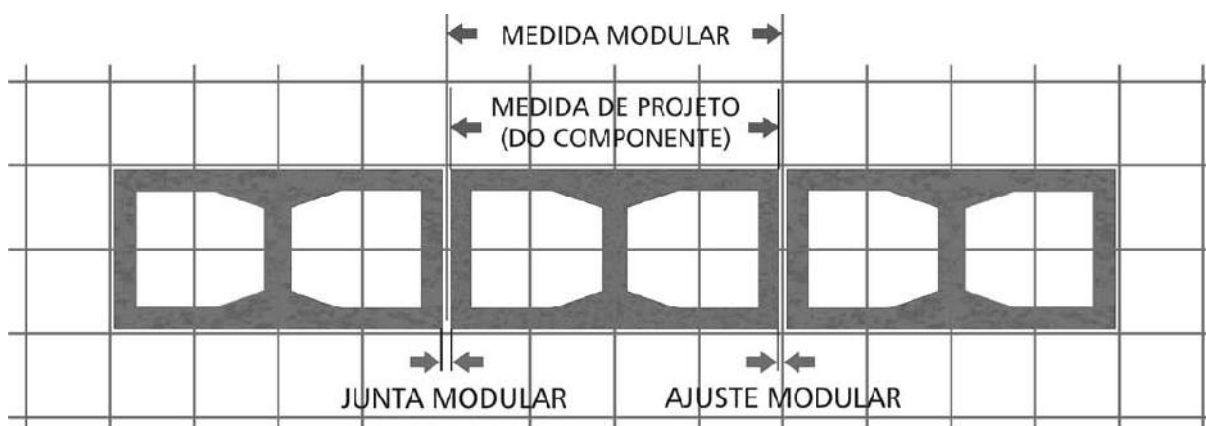 MEDIDA MODULAR
MEDIDA DE PROJETO
(DO COMPONENTE)
JUNTA MODULAR
AJUSTE MODULAR